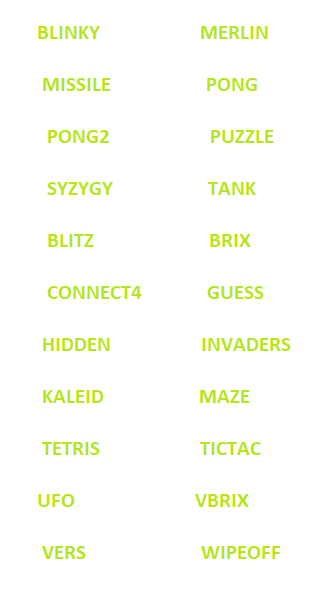 BLINKY MERLIN
MISSILE PONG
PONG2 PUZZLE
SYZYGY TANK
BLITZ BRIX
CONNECT4 GUESS
HIDDEN INVADERS
KALEID MAZE
TETRIS TICTAC
UFO VBRIX
VERS WIPEOFF